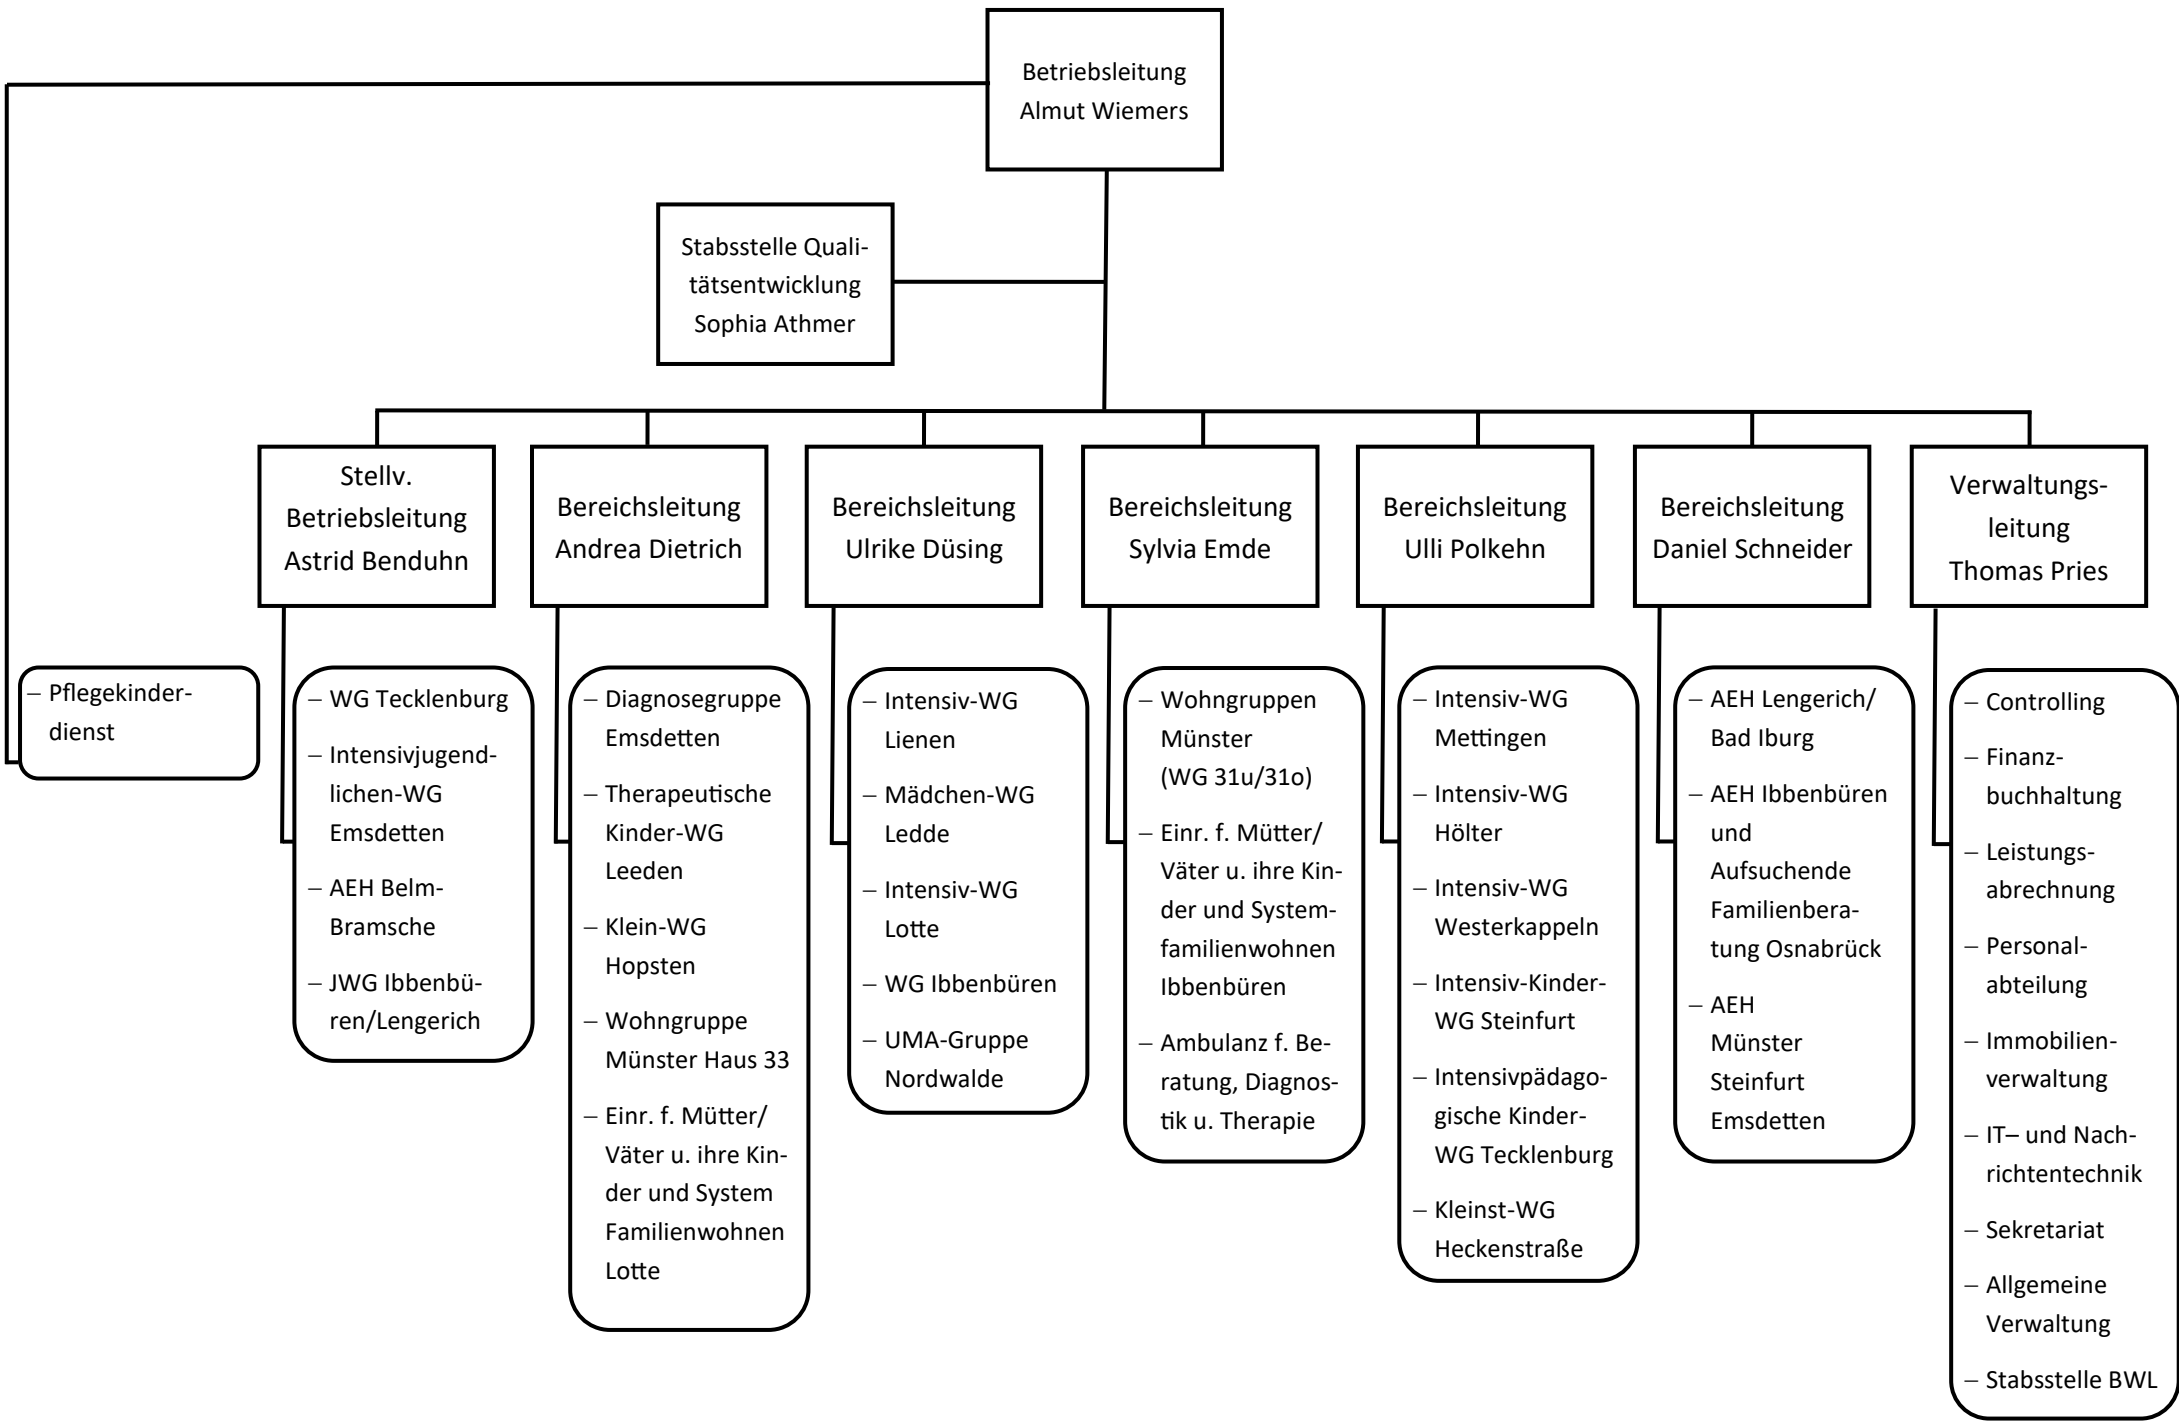 Betriebsleitung
Almut Wiemers
Stabsstelle Quali-
tätsentwicklung
Sophia Athmer
Stellv.
Betriebsleitung
Astrid Benduhn
Bereichsleitung
Andrea Dietrich
Bereichsleitung
Ulrike Düsing
Bereichsleitung
Sylvia Emde
Bereichsleitung
Ulli Polkehn
Bereichsleitung
Daniel Schneider
Verwaltungs-
leitung
Thomas Pries
– Pflegekinder-
dienst
– WG Tecklenburg
– Intensivjugend-
lichen-WG
Emsdetten
– AEH Belm-
Bramsche
– JWG Ibbenbü-
ren/Lengerich
– Diagnosegruppe
Emsdetten
– Therapeutische
Kinder-WG
Leeden
– Klein-WG
Hopsten
– Wohngruppe
Münster Haus 33
– Einr. f. Mütter/
Väter u. ihre Kin-
der und System
Familienwohnen
Lotte
– Intensiv-WG
Lienen
– Mädchen-WG
Ledde
– Intensiv-WG
Lotte
– WG Ibbenbüren
– UMA-Gruppe
Nordwalde
– Wohngruppen
Münster
(WG 31u/31o)
– Einr. f. Mütter/
Väter u. ihre Kin-
der und System-
familienwohnen
Ibbenbüren
– Ambulanz f. Be-
ratung, Diagnos-
tik u. Therapie
– Intensiv-WG
Mettingen
– Intensiv-WG
Hölter
– Intensiv-WG
Westerkappeln
– Intensiv-Kinder-
WG Steinfurt
– Intensivpädago-
gische Kinder-
WG Tecklenburg
– Kleinst-WG
Heckenstraße
– AEH Lengerich/
Bad Iburg
– AEH Ibbenbüren
und
Aufsuchende
Familienbera-
tung Osnabrück
– AEH
Münster
Steinfurt
Emsdetten
– Controlling
– Finanz-
buchhaltung
– Leistungs-
abrechnung
– Personal-
abteilung
– Immobilien-
verwaltung
– IT– und Nach-
richtentechnik
– Sekretariat
– Allgemeine
Verwaltung
– Stabsstelle BWL